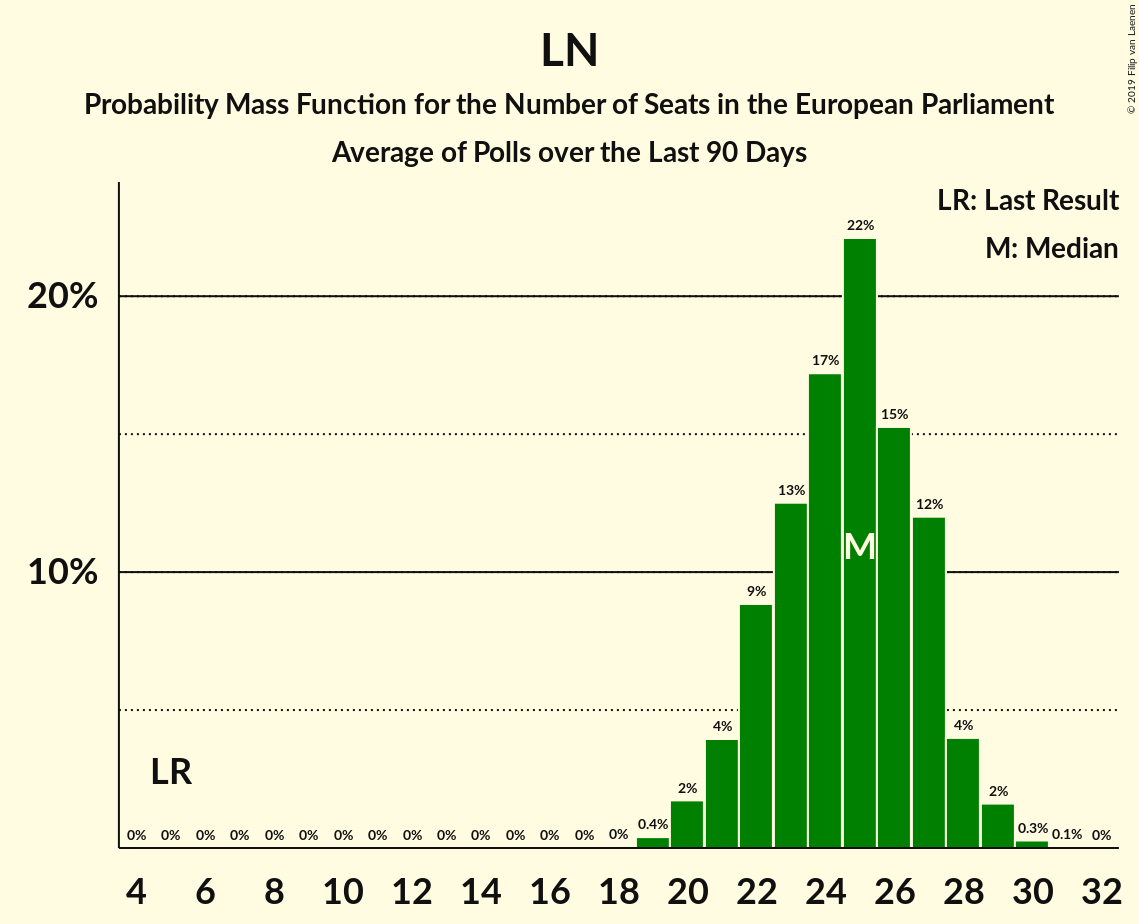 LN
Probability Mass Function for the Number of Seats in the European Parliament
Average of Polls over the Last 90 Days
© 2019 Filip van Laenen
LR: Last Result
M: Median
20%
10%
22%
17%
15%
13%
12%
M
9%
4%
4%
LR
2%
2%
0% 0% 0% 0% 0% 0% 0% 0% 0% 0% 0% 0% 0% 0% 0% 0.4% 0.3% 0.1% 0%
4 6 8 10 12 14 16 18 20 22 24 26 28 30 32